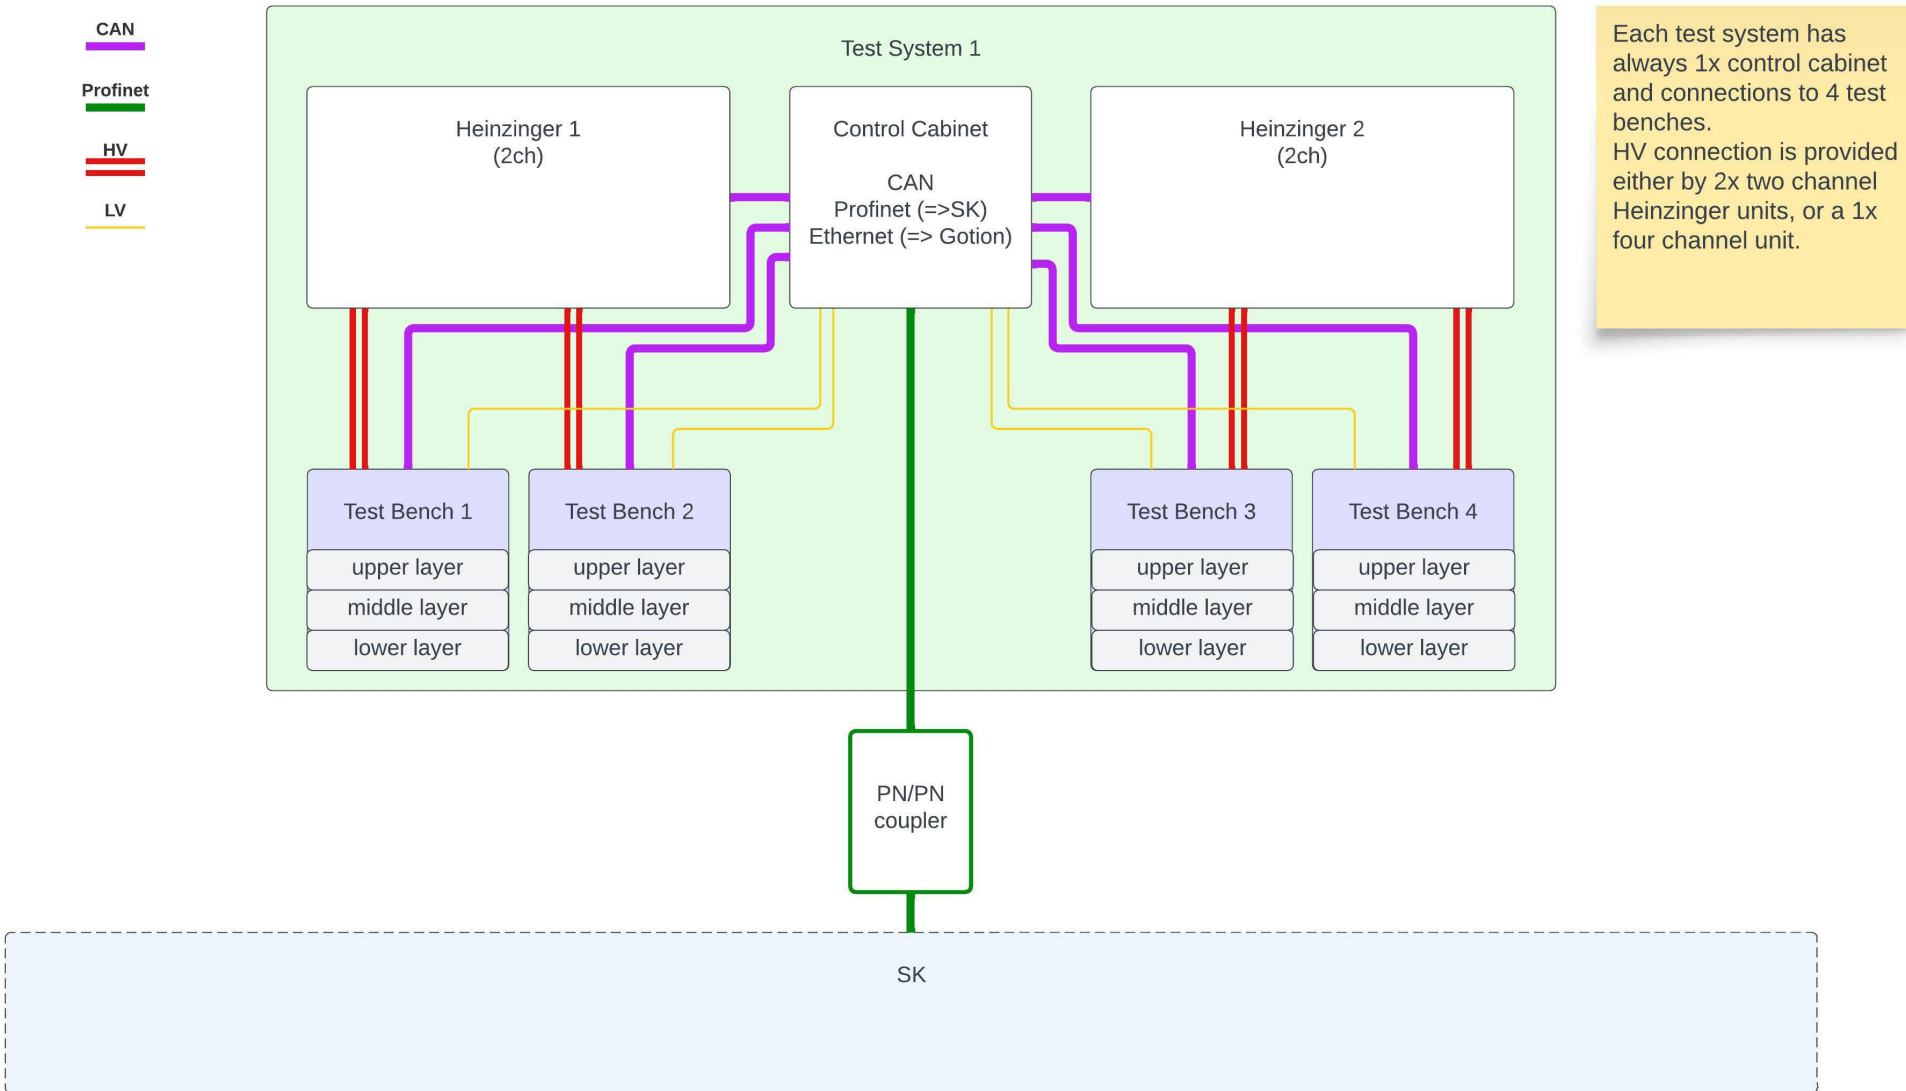 CAN
Profinet
HV
LV
Test System 1
Heinzinger 1
(2ch)
Control Cabinet
CAN
Profinet (=>SK)
Ethernet (=> Gotion)
Heinzinger 2
(2ch)
Each test system has
always 1x control cabinet
and connections to 4 test
benches.
HV connection is provided
either by 2x two channel
Heinzinger units, or a 1x
four channel unit.
Test Bench 1
upper layer
middle layer
lower layer
Test Bench 2
upper layer
middle layer
lower layer
Test Bench 3
upper layer
middle layer
lower layer
Test Bench 4
upper layer
middle layer
lower layer
PN/PN
coupler
SK